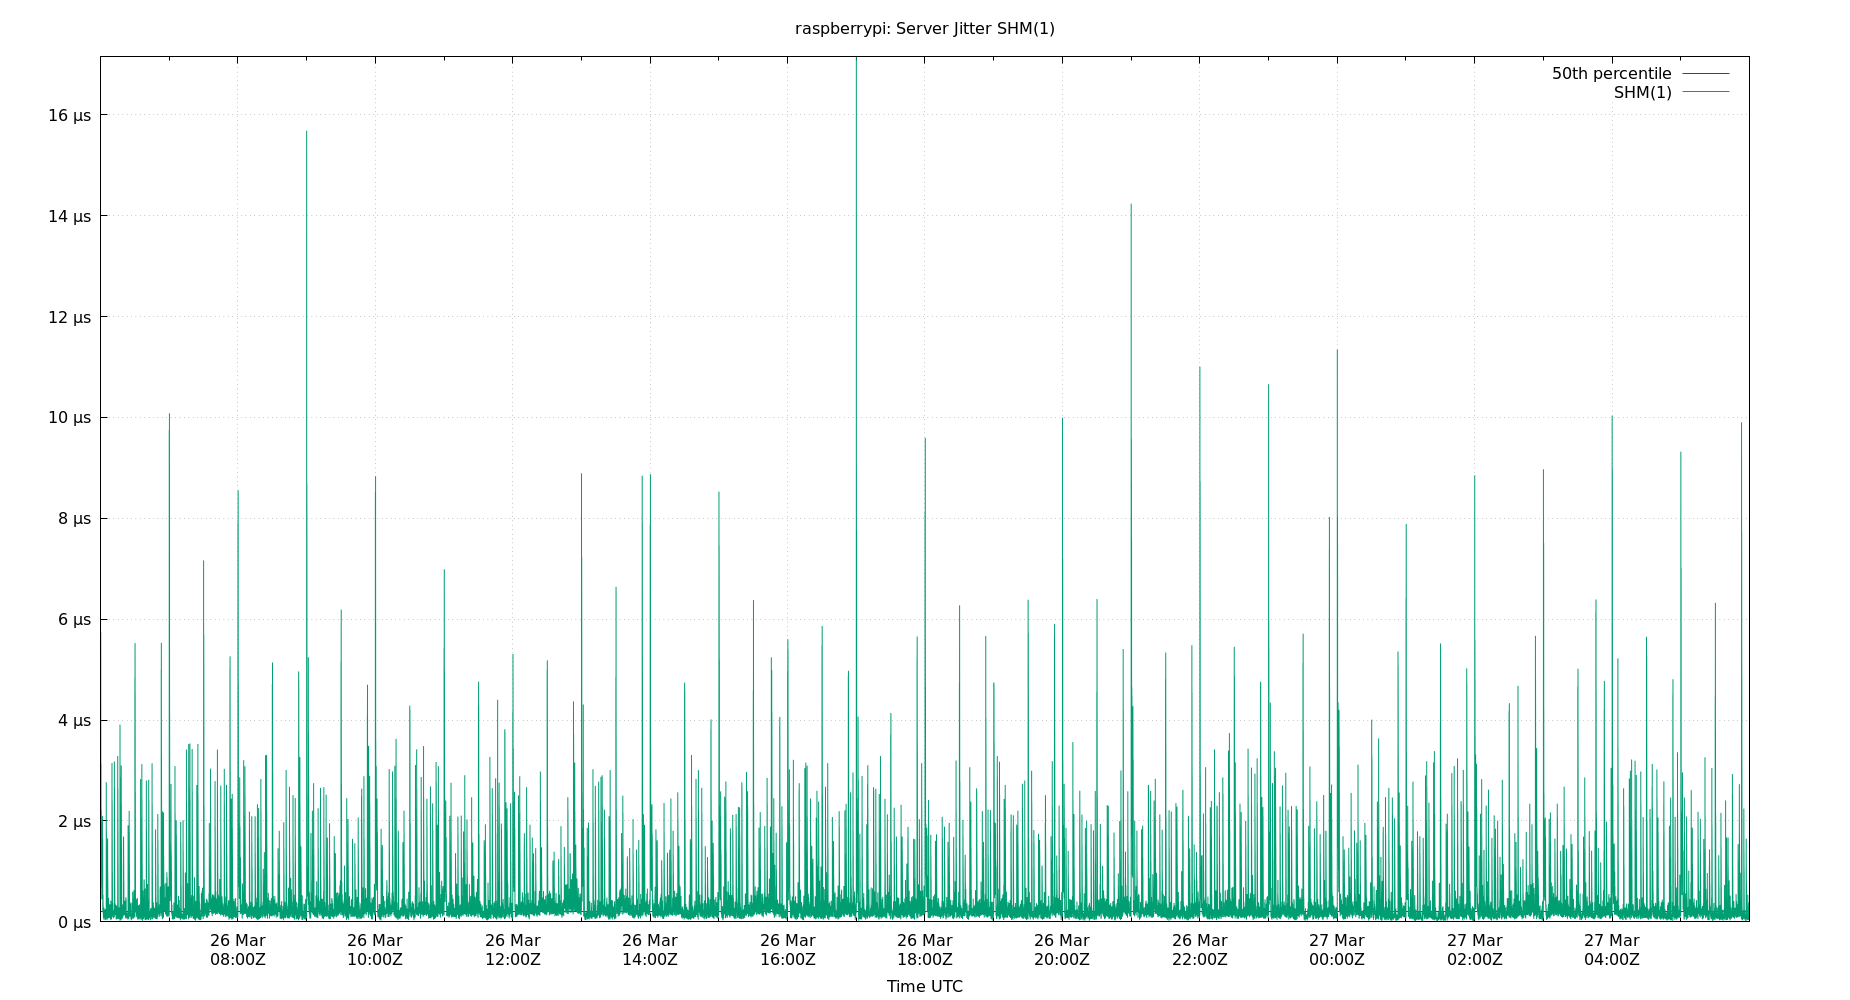 raspberrypi: Server Jitter SHM(1)
50th percentile
SHM(1)
16 µs
14 µs
12 µs
10 µs
8 µs
6 µs
4 µs
2 µs
0 µs
26 Mar 26 Mar 26 Mar 26 Mar 26 Mar 26 Mar 26 Mar 26 Mar 27 Mar 27 Mar 27 Mar
08:00Z 10:00Z 12:00Z 14:00Z 16:00Z 18:00Z 20:00Z 22:00Z 00:00Z 02:00Z 04:00Z
Time UTC